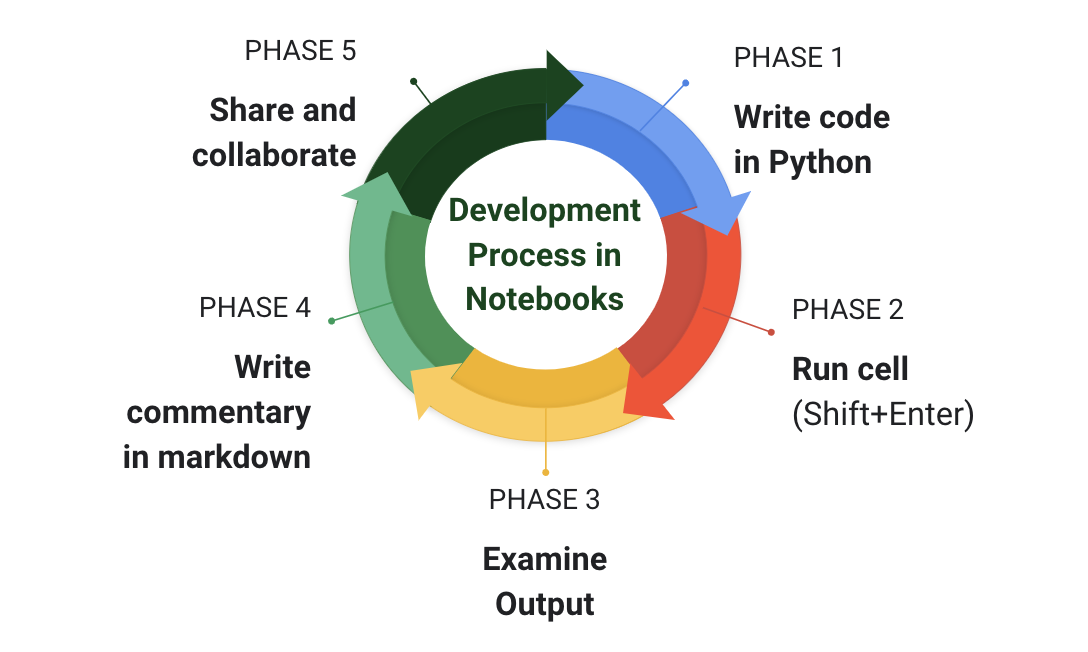 Development
Process in
Notebooks
PHASE 1
Write code
in Python
PHASE 2
Run cell
(Shift+Enter)
PHASE 3
Examine
Output
PHASE 4
Write
commentary
in markdown
PHASE 5
Share and
collaborate